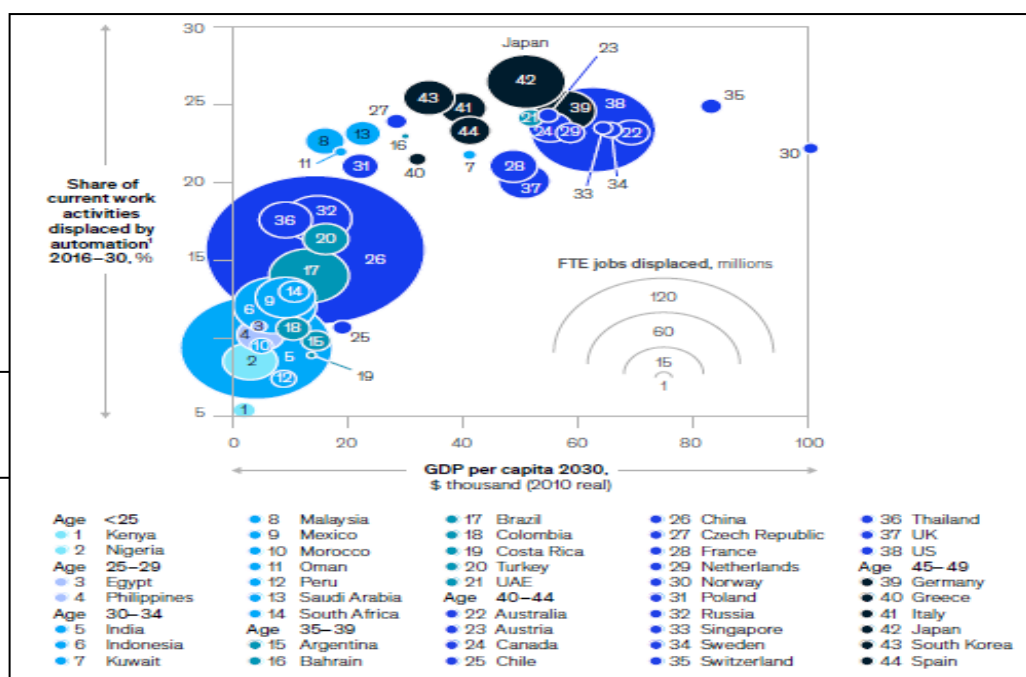 30
Japan
23
42
35
43
41
39
38
27
21
13
44
24
29
22
8
16
30
11
31
40
7
28
33
34
20
37
Share of
current work
activities
displaced by
automation¹
2016–30, %
25
36
32
20
26
15
17
FTE jobs displaced, millions
120
60
15
1
9
14
6
3
18
25
4
10
15
5
2
12
19
1
5
0
20
40
60
80
100
GDP per capita 2030,
$ thousand (2010 real)
Age <25
1 Kenya
2 Nigeria
Age 25–29
3 Egypt
4 Philippines
Age 30–34
5 India
6 Indonesia
7 Kuwait
8 Malaysia
9 Mexico
10 Morocco
11 Oman
12 Peru
13 Saudi Arabia
14 South Africa
Age 35–39
15 Argentina
16 Bahrain
17 Brazil
18 Colombia
19 Costa Rica
20 Turkey
21 UAE
Age 40–44
22 Australia
23 Austria
24 Canada
25 Chile
26 China
27 Czech Republic
28 France
29 Netherlands
30 Norway
31 Poland
32 Russia
33 Singapore
34 Sweden
35 Switzerland
36 Thailand
37 UK
38 US
Age 45–49
39 Germany
40 Greece
41 Italy
42 Japan
43 South Korea
44 Spain